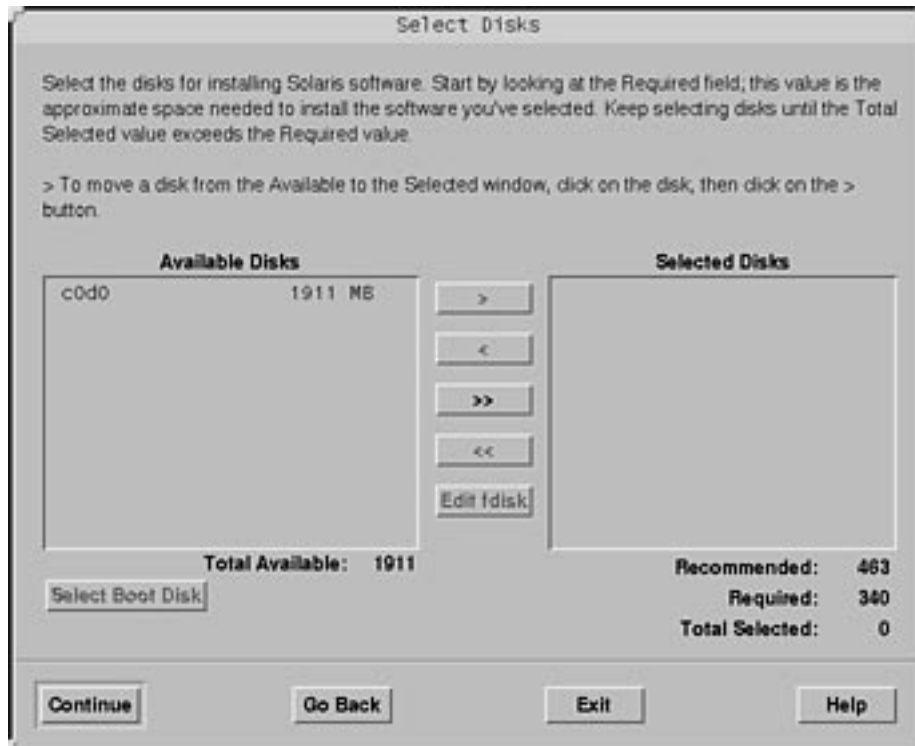 Select Disks
Select the disks for installing Solaris software. Start by looking at the Required field; this value is the
approximate space needed to install the software you've selected. Keep selecting disks until the Total
Selected value exceeds the Required value.
> To move a disk from the Available to the Selected window, click on the disk, then click on the >
button.
Available Disks
Selected Disks
c0d0 1911 MB
>
<
>>
<<
Edit fdisk
Total Available: 1911
Select Boot Disk
Recommended: 463
Required: 340
Total Selected: 0
Continue
Go Back
Exit
Help